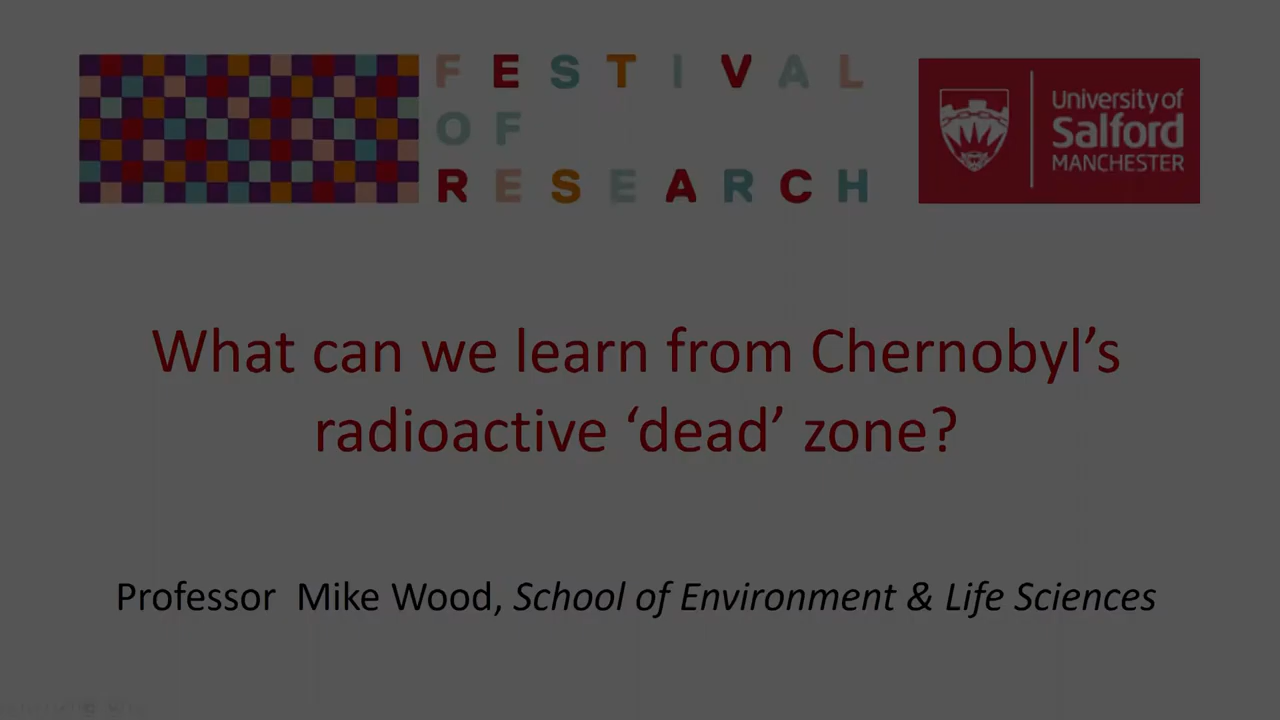 FESTIVAL
OF
RESEARCH
University of
Salford
MANCHESTER
What can we learn from Chernobyl’s
radioactive ‘dead’ zone?
Professor  Mike Wood, School of Environment & Life Sciences